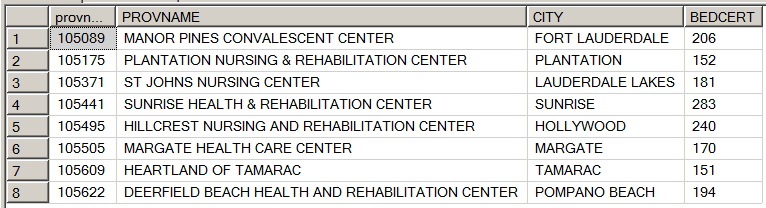 provn... PROVNAME CITY BEDCERT
1 105089 MANOR PINES CONVALESCENT CENTER FORT LAUDERDALE 206
2 105175 PLANTATION NURSING & REHABILITATION CENTER PLANTATION 152
3 105371 ST JOHNS NURSING CENTER LAUDERDALE LAKES 181
4 105441 SUNRISE HEALTH & REHABILITATION CENTER SUNRISE 283
5 105495 HILLCREST NURSING AND REHABILITATION CENTER HOLLYWOOD 240
6 105505 MARGATE HEALTH CARE CENTER MARGATE 170
7 105609 HEARTLAND OF TAMARAC TAMARAC 151
8 105622 DEERFIELD BEACH HEALTH AND REHABILITATION CENTER POMPANO BEACH 194